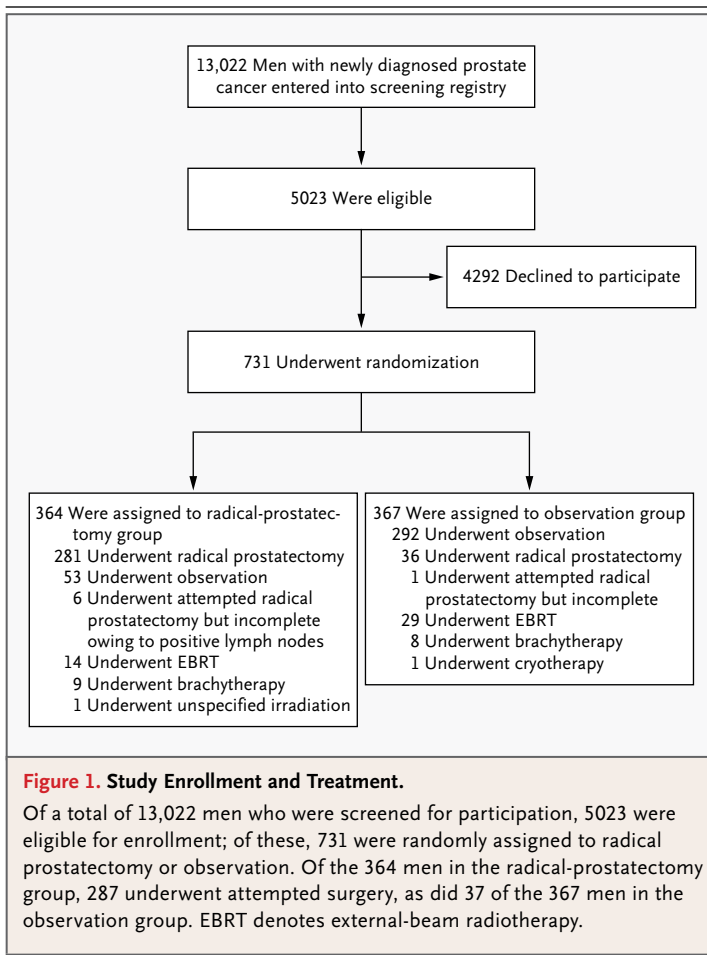 13,022 Men with newly diagnosed prostate
cancer entered into screening registry
5023 Were eligible
4292 Declined to participate
731 Underwent randomization
364 Were assigned to radical-prostatec-
tomy group
281 Underwent radical prostatectomy
53 Underwent observation
6 Underwent attempted radical
prostatectomy but incomplete
owing to positive lymph nodes
14 Underwent EBRT
9 Underwent brachytherapy
1 Underwent unspecified irradiation
367 Were assigned to observation group
292 Underwent observation
36 Underwent radical prostatectomy
1 Underwent attempted radical
prostatectomy but incomplete
29 Underwent EBRT
8 Underwent brachytherapy
1 Underwent cryotherapy
Figure 1. Study Enrollment and Treatment.
Of a total of 13,022 men who were screened for participation, 5023 were
eligible for enrollment; of these, 731 were randomly assigned to radical
prostatectomy or observation. Of the 364 men in the radical-prostatectomy
group, 287 underwent attempted surgery, as did 37 of the 367 men in the
observation group. EBRT denotes external-beam radiotherapy.